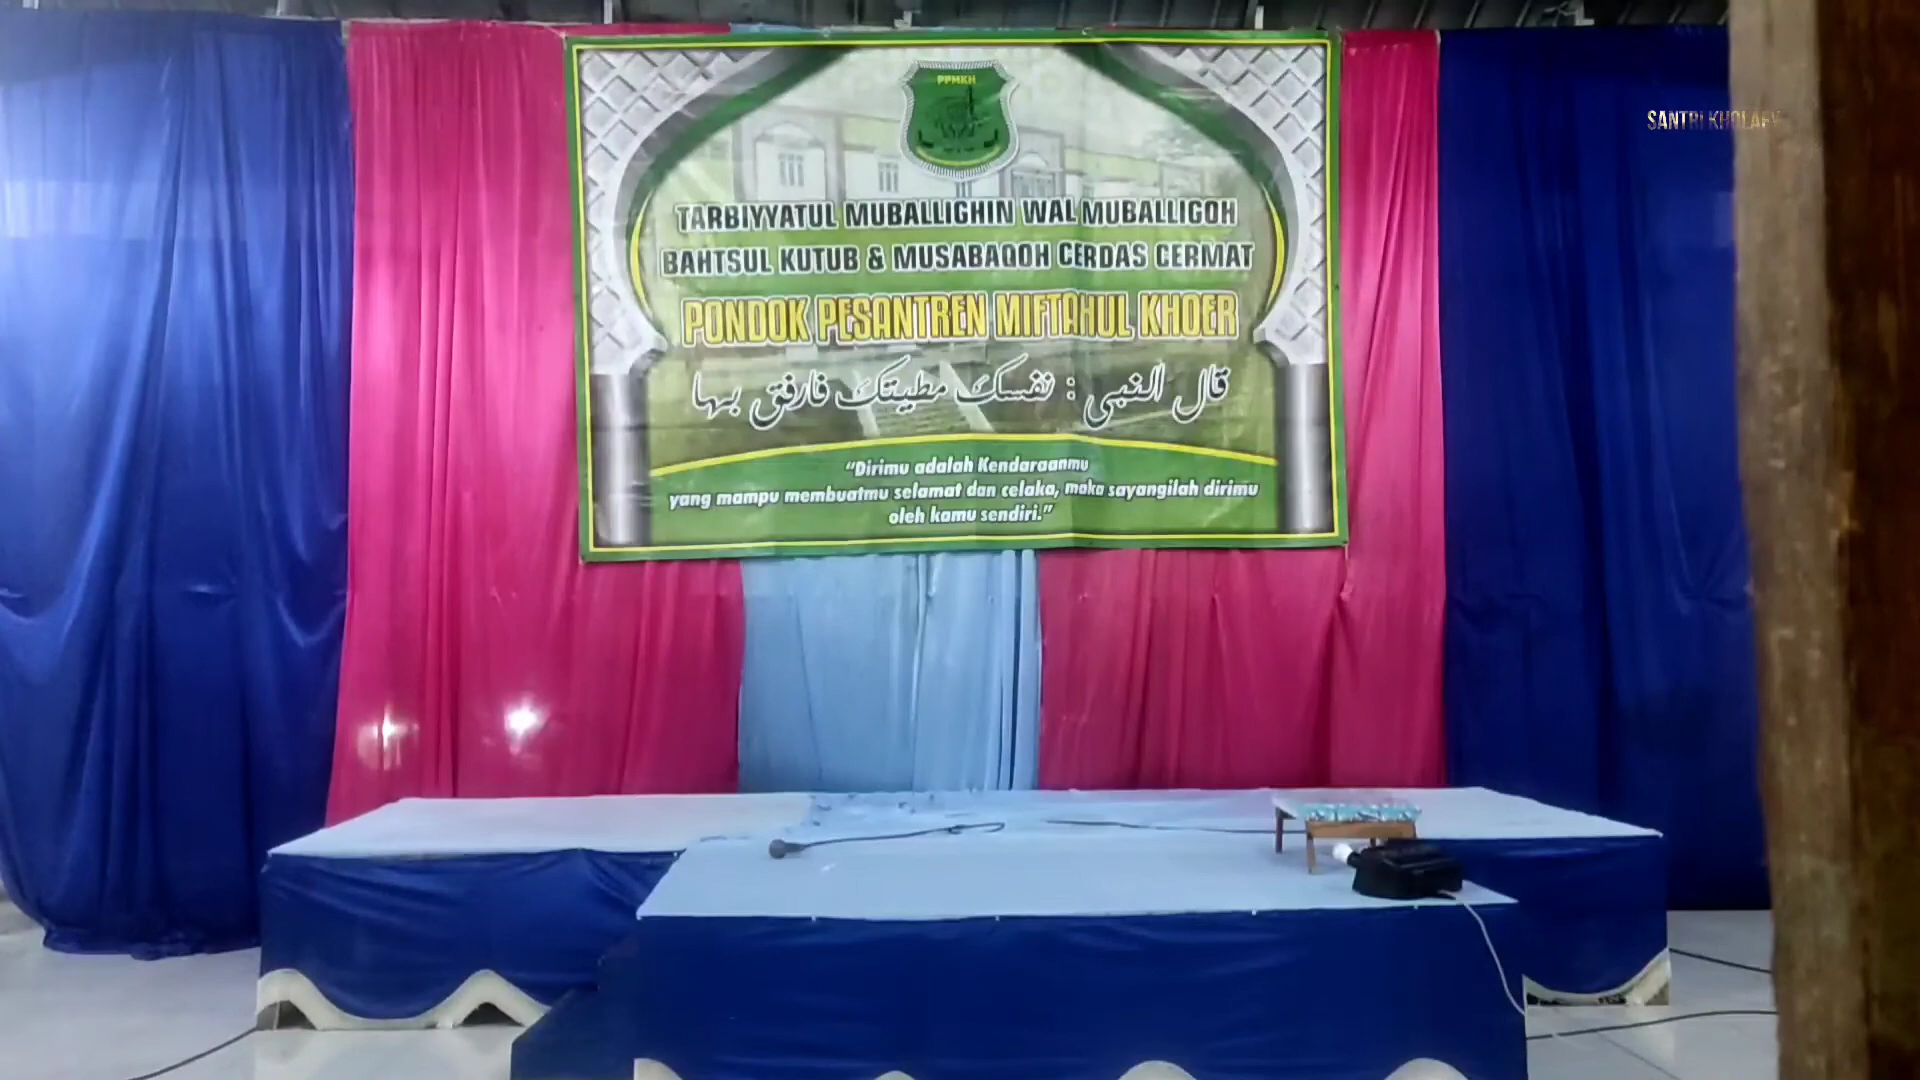 PPMKH
TARBIYYATUL MUBALLIGHIN WAL MUBALLIGOH
BAHTSUL KUTUB & MUSABAQOH CERDAS CERMAT
PONDOK PESANTREN MIFTAHUL KHOER
قال النبي : نفسك مطيتك فارفق بها
“Dirimu adalah Kendaraanmu
yang mampu membuatmu selamat dan celaka, maka sayangilah dirimu
oleh kamu sendiri.”
SANTRI KHOLAFY